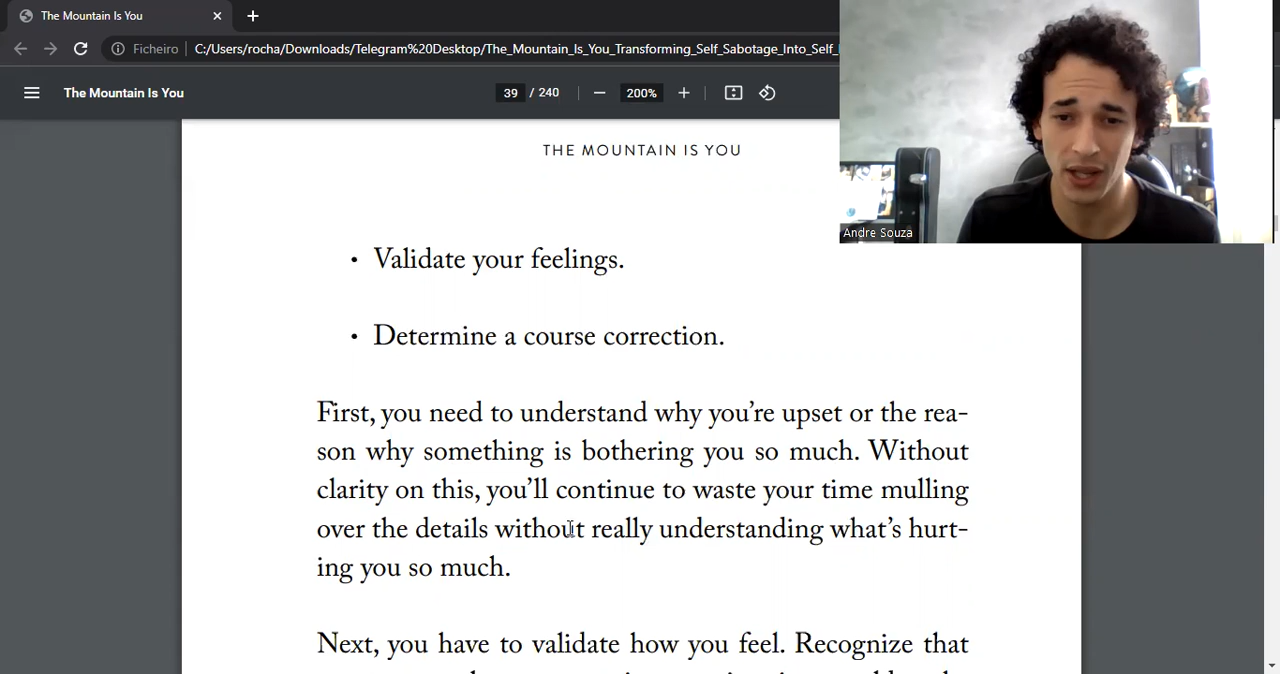 The Mountain Is You
Ficheiro
C:/Users/rocha/Downloads/Telegram%20Desktop/The_Mountain_Is_You_Transforming_Self_Sabotage_Into_Self_
The Mountain Is You
39 / 240
200%
THE MOUNTAIN IS YOU
Andre Souza
• Validate your feelings.
• Determine a course correction.
First, you need to understand why you’re upset or the rea-
son why something is bothering you so much. Without
clarity on this, you’ll continue to waste your time mulling
over the details without really understanding what’s hurt-
ing you so much.
Next, you have to validate how you feel. Recognize that